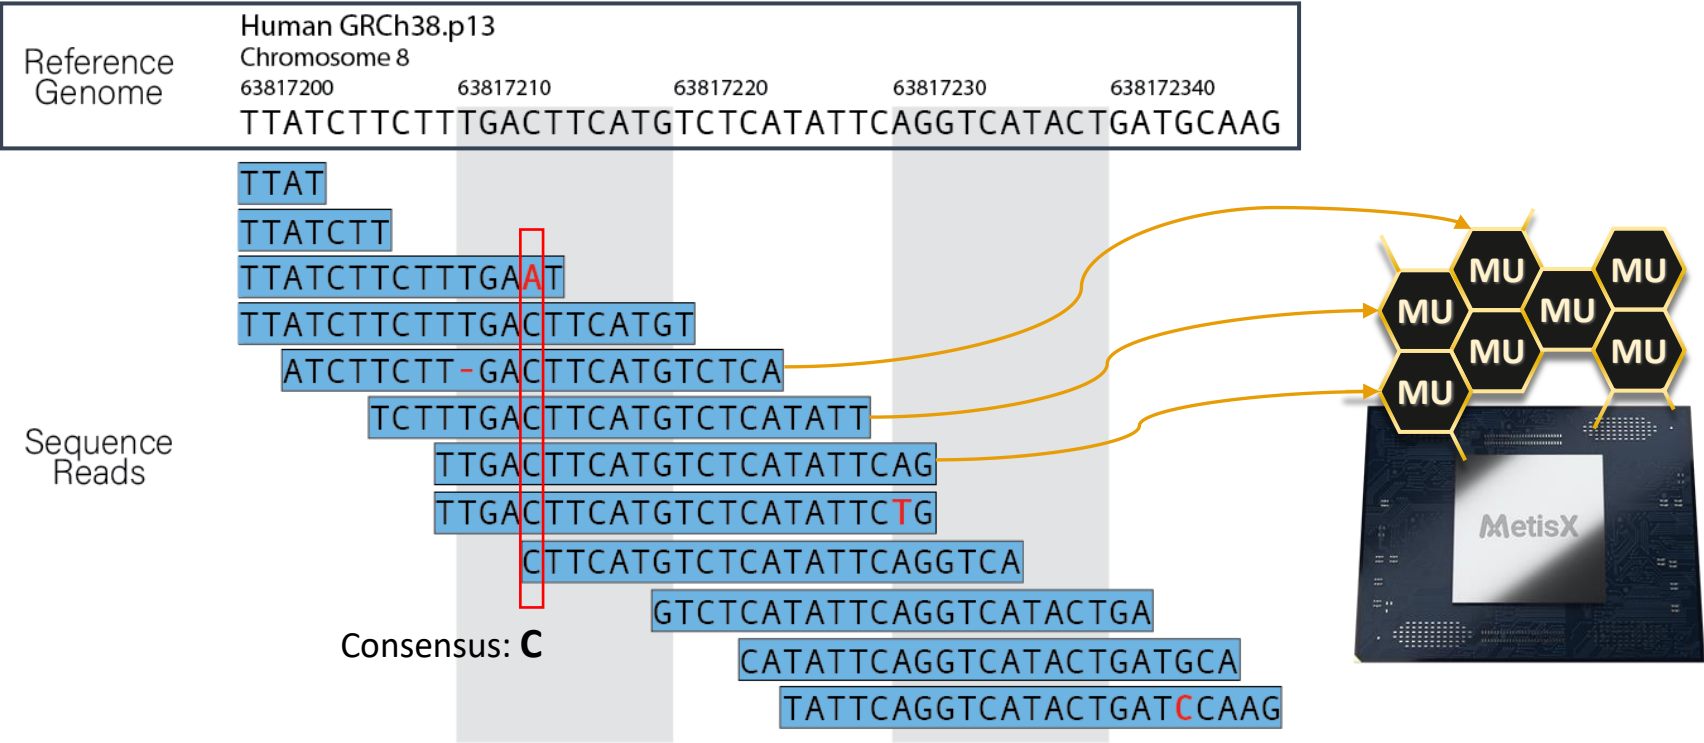 Human GRCh38.p13
Chromosome 8
Reference
Genome
63817200 63817210 63817220 63817230 63817240
TTATCTTCTTTGACTTCATGTCTCATATTCAGGTCATACTGATGCAAG
TTAT
TTATCTT
TTATCTTCTTTGAAT
TTATCTTCTTTGACTTCATGT
ATCTTCTT-GACTTCATGTCTCA
TCTTTGACTTCATGTCTCATATT
TTGACTTCATGTCTCATATTCAG
TTGACTTCATGTCTCATATTCTG
CTTCATGTCTCATATTCAGGTCA
GTCTCATATTCAGGTCATACTGA
CATATTCAGGTCATACTGATGCA
TATTCAGGTCATACTGATCCAAG
Sequence
Reads
Consensus: C
MU
MU
MU
MU
MU
MU
MU
MetisX